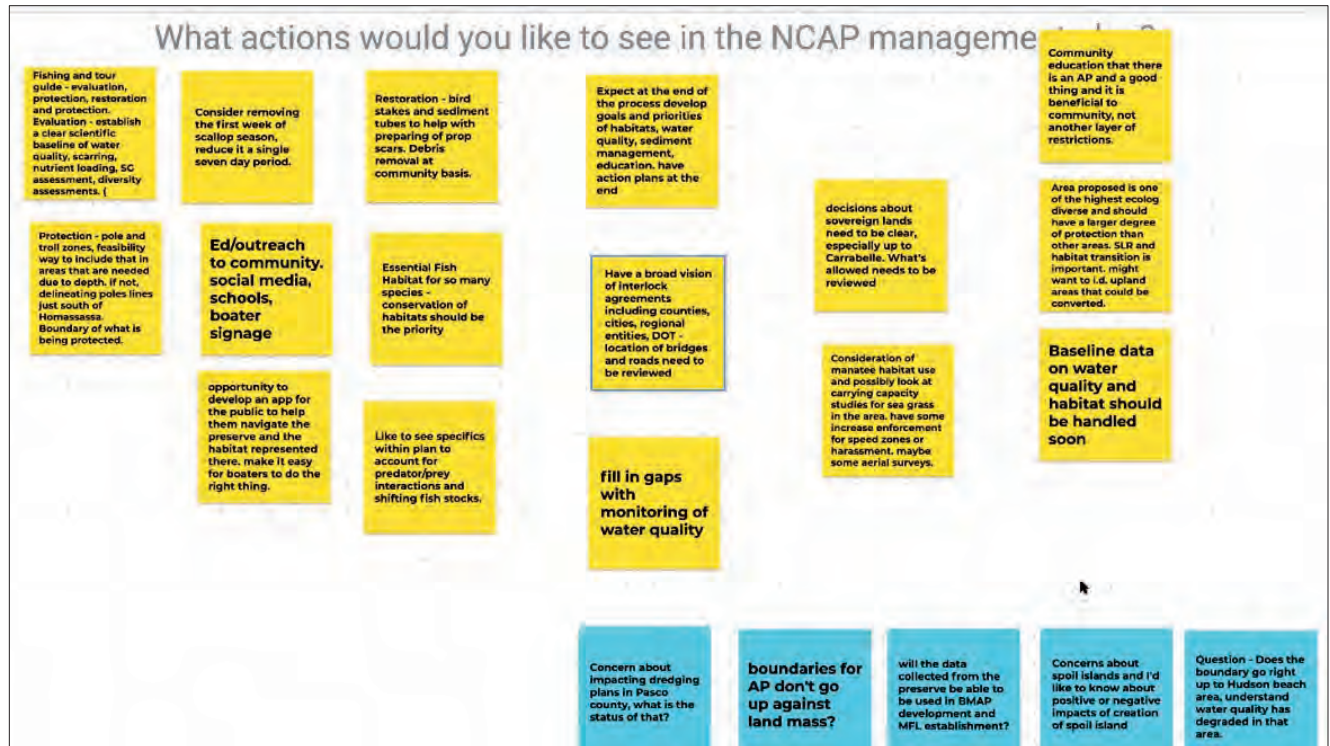 What actions would you like to see in the NCAP management
Fishing and tour
guide - evaluation,
protection, restoration
and protection.
Evaluation - establish
a clear scientific
baseline of water
quality, scarring,
nutrient loading, SG
assessment, diversity
assessments. (
Consider removing
the first week of
scallop season,
reduce it a single
seven day period.
Restoration - bird
stakes and sediment
tubes to help with
preparing of prop
scars. Debris
removal at
community basis.
Expect at the end of
the process develop
goals and priorities
of habitats, water
quality, sediment
management,
education. have
action plans at the
end
Community
education that there
is an AP and a good
thing and it is
beneficial to
community, not
another layer of
restrictions.
Protection - pole and
troll zones, feasibility
way to include that in
areas that are needed
due to depth. if not,
delineating poles lines
just south of
Homassassa.
Boundary of what is
being protected.
Ed/outreach
to community.
social media,
schools,
boater
signage
Essential Fish
Habitat for so many
species -
conservation of
habitats should be
the priority
Have a broad vision
of interlock
agreements
including counties,
cities, regional
entities, DOT -
location of bridges
and roads need to
be reviewed
decisions about
sovereign lands
need to be clear,
especially up to
Carrabelle. What's
allowed needs to be
reviewed
Area proposed is one
of the highest ecolog
diverse and should
have a larger degree
of protection than
other areas. SLR and
habitat transition is
important. might
want to i.d. upland
areas that could be
converted.
opportunity to
develop an app for
the public to help
them navigate the
preserve and the
habitat represented
there. make it easy
for boaters to do the
right thing.
Like to see specifics
within plan to
account for
predator/prey
interactions and
shifting fish stocks.
fill in gaps
with
monitoring of
water quality
Consideration of
manatee habitat use
and possibly look at
carrying capacity
studies for sea grass
in the area. have some
increase enforcement
for speed zones or
harassment. maybe
some aerial surveys.
Baseline data
on water
quality and
habitat should
be handled
soon
Concern about
impacting dredging
plans in Pasco
county, what is the
status of that?
boundaries for
AP don't go
up against
land mass?
will the data
collected from the
preserve be able to
be used in BMAP
development and
MFL establishment?
Concerns about
spoil islands and I'd
like to know about
positive or negative
impacts of creation
of spoil island
Question - Does the
boundary go right
up to Hudson beach
area, understand
water quality has
degraded in that
area.